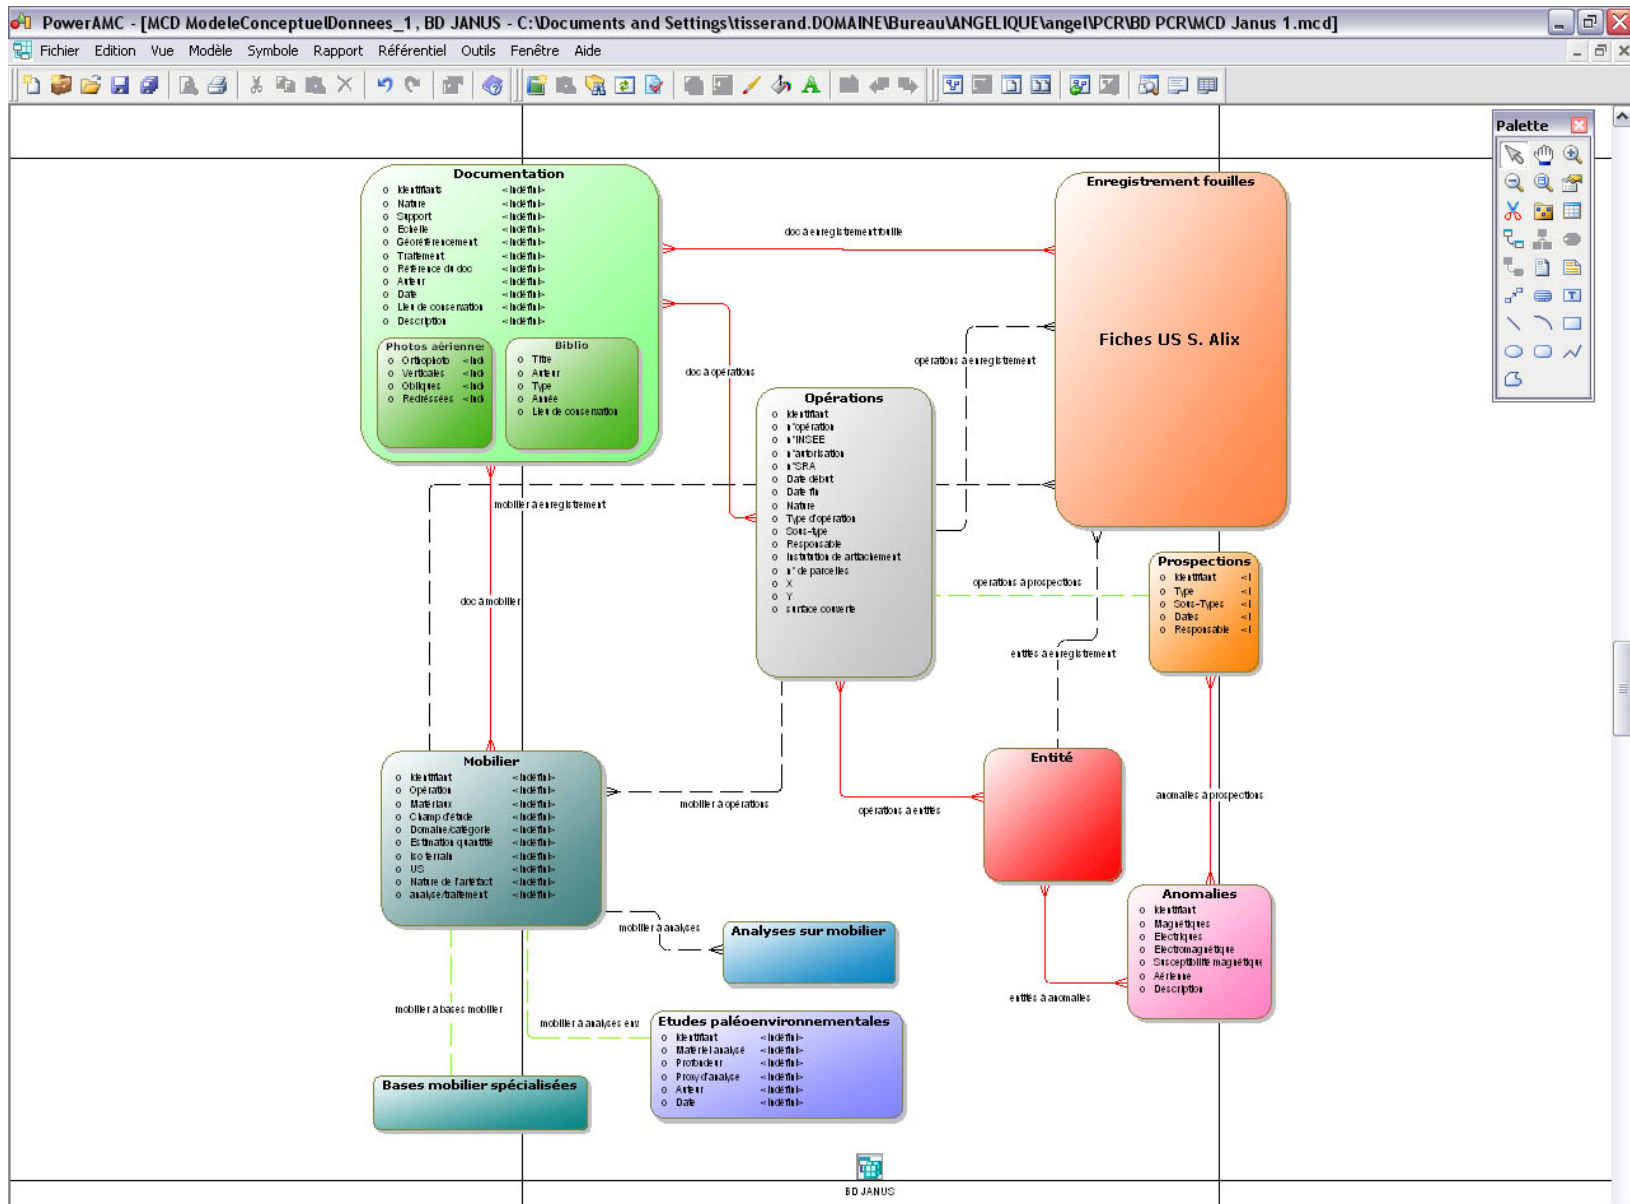 PowerAMC - [MCD ModeleConceptuelDonnees_1, BD JANUS - C:\Documents and Settings\tisserand.DOMAINE\Bureau\ANGELIQUE\angel\PCR\BD PCR\MCD Janus 1.mcd]
Fichier Edition Vue Modèle Symbole Rapport Référentiel Outils Fenêtre Aide
Palette
Documentation
Identifiants <Indéfini>
Nature <Indéfini>
Support <Indéfini>
Echelle <Indéfini>
Géoréférencement <Indéfini>
Traitement <Indéfini>
Référence du doc <Indéfini>
Auteur <Indéfini>
Date <Indéfini>
Lieu de conservation <Indéfini>
Description <Indéfini>
Photos aériennes
Orthophoto <Ind
Verticales <Ind
Obliques <Ind
Redressées <Ind
Biblio
Titre
Auteur
Type
Année
Lieu de conservation
Enregistrement fouilles
Fiches US S. Alix
doc à enregistrement fouille
opérations à enregistrement
doc à opérations
Opérations
Identifiant
n°opération
n°INSEE
n°autorisation
n°SRA
Date début
Date fin
Nature
Type d'opération
Sous-type
Responsable
Institution de arttachement
n° de parcelles
X
Y
surface couverte
mobilier à enregistrement
Prospections
Identifiant <I
Type <I
Sous-Types <I
Dates <I
Responsable <I
operations à prospections
doc à mobilier
entités à enregistrement
Mobilier
Identifiant <Indéfini>
Opération <Indéfini>
Matériaux <Indéfini>
Champ d'étude <Indéfini>
Domaine/catégorie <Indéfini>
Estimation quantité <Indéfini>
Iso terrain <Indéfini>
US <Indéfini>
Nature de l'artéfact <Indéfini>
analyse/traitement <Indéfini>
Entité
mobilier à opérations
opérations à entités
anomalies à prospections
Anomalies
Identifiant
Magnétiques
Electriques
Electromagnétique
Susceptibilité magnétique
Aérienne
Description
mobilier à analyses
Analyses sur mobilier
entités à anomalies
mobilier à bases mobilier
mobilier à analyses env
Etudes paléoenvironnementales
Identifiant <Indéfini>
Matériel analysé <Indéfini>
Profondeur <Indéfini>
Proxy d'analyse <Indéfini>
Auteur <Indéfini>
Date <Indéfini>
Bases mobilier spécialisées
BD JANUS